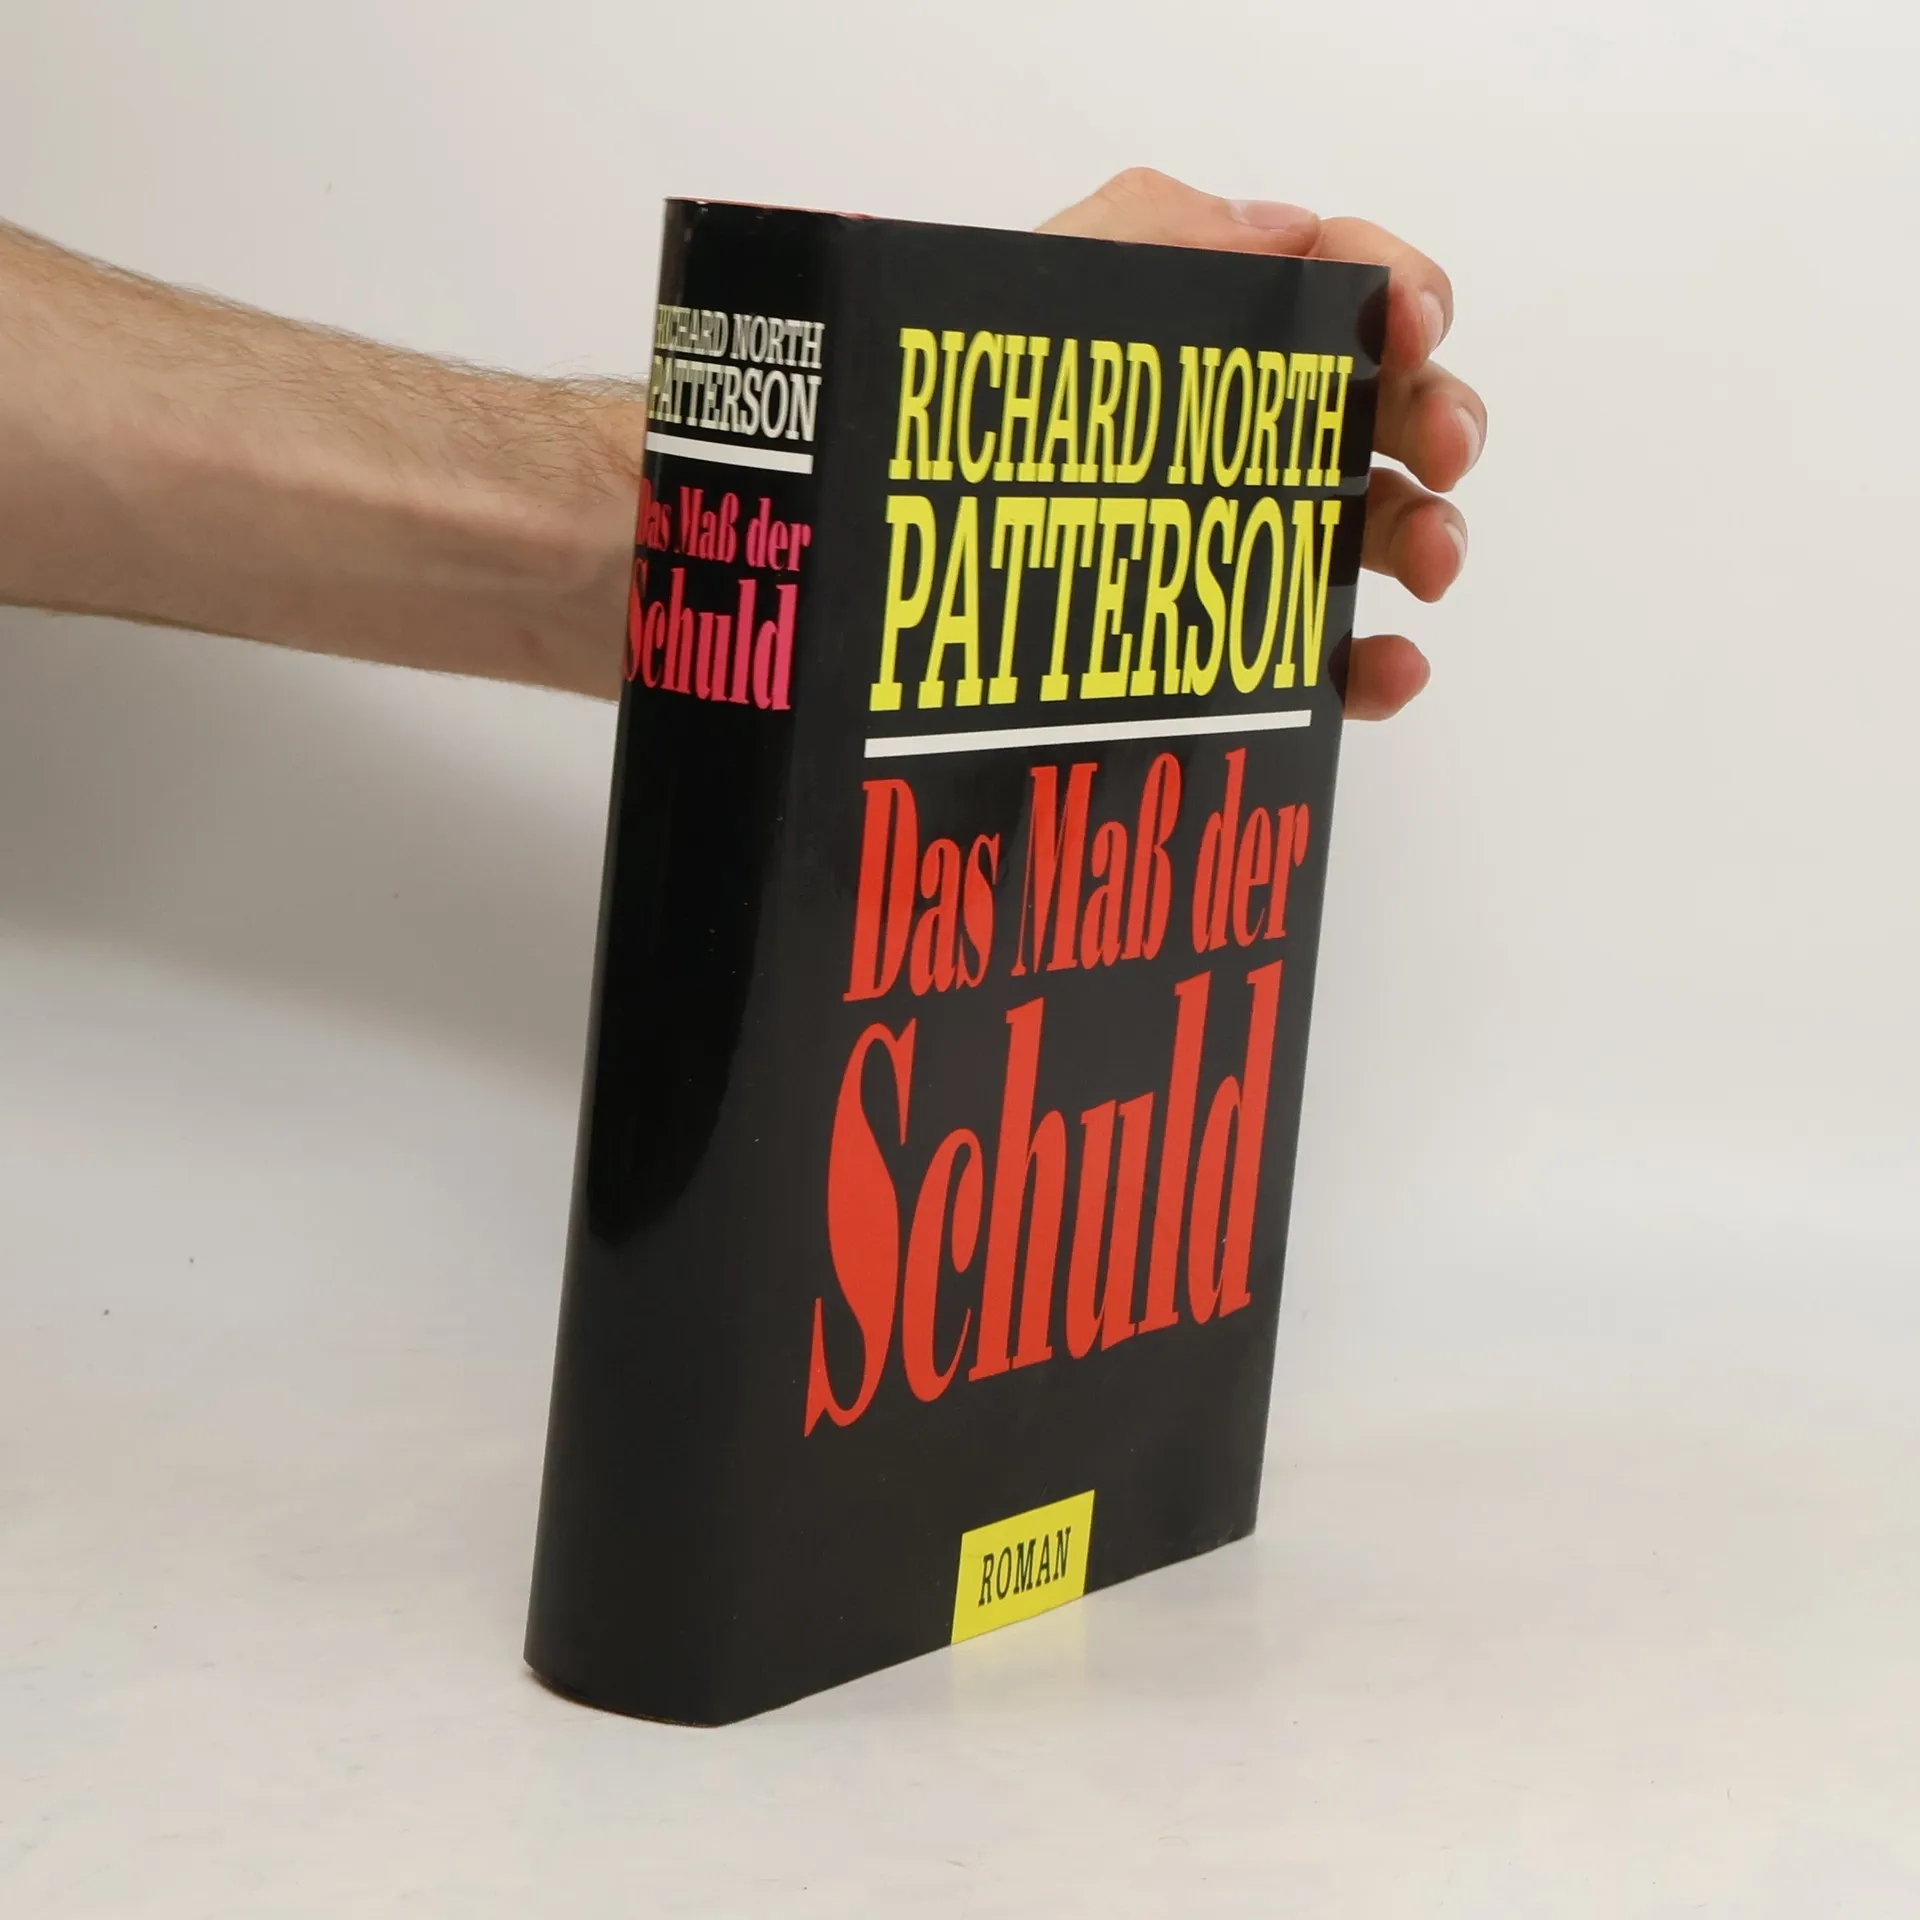 RICHARD NORTH
PATTERSON
Das Maß der
Schuld
RICHARD NORTH
PATTERSON
Das Maß der
Schuld
ROMAN